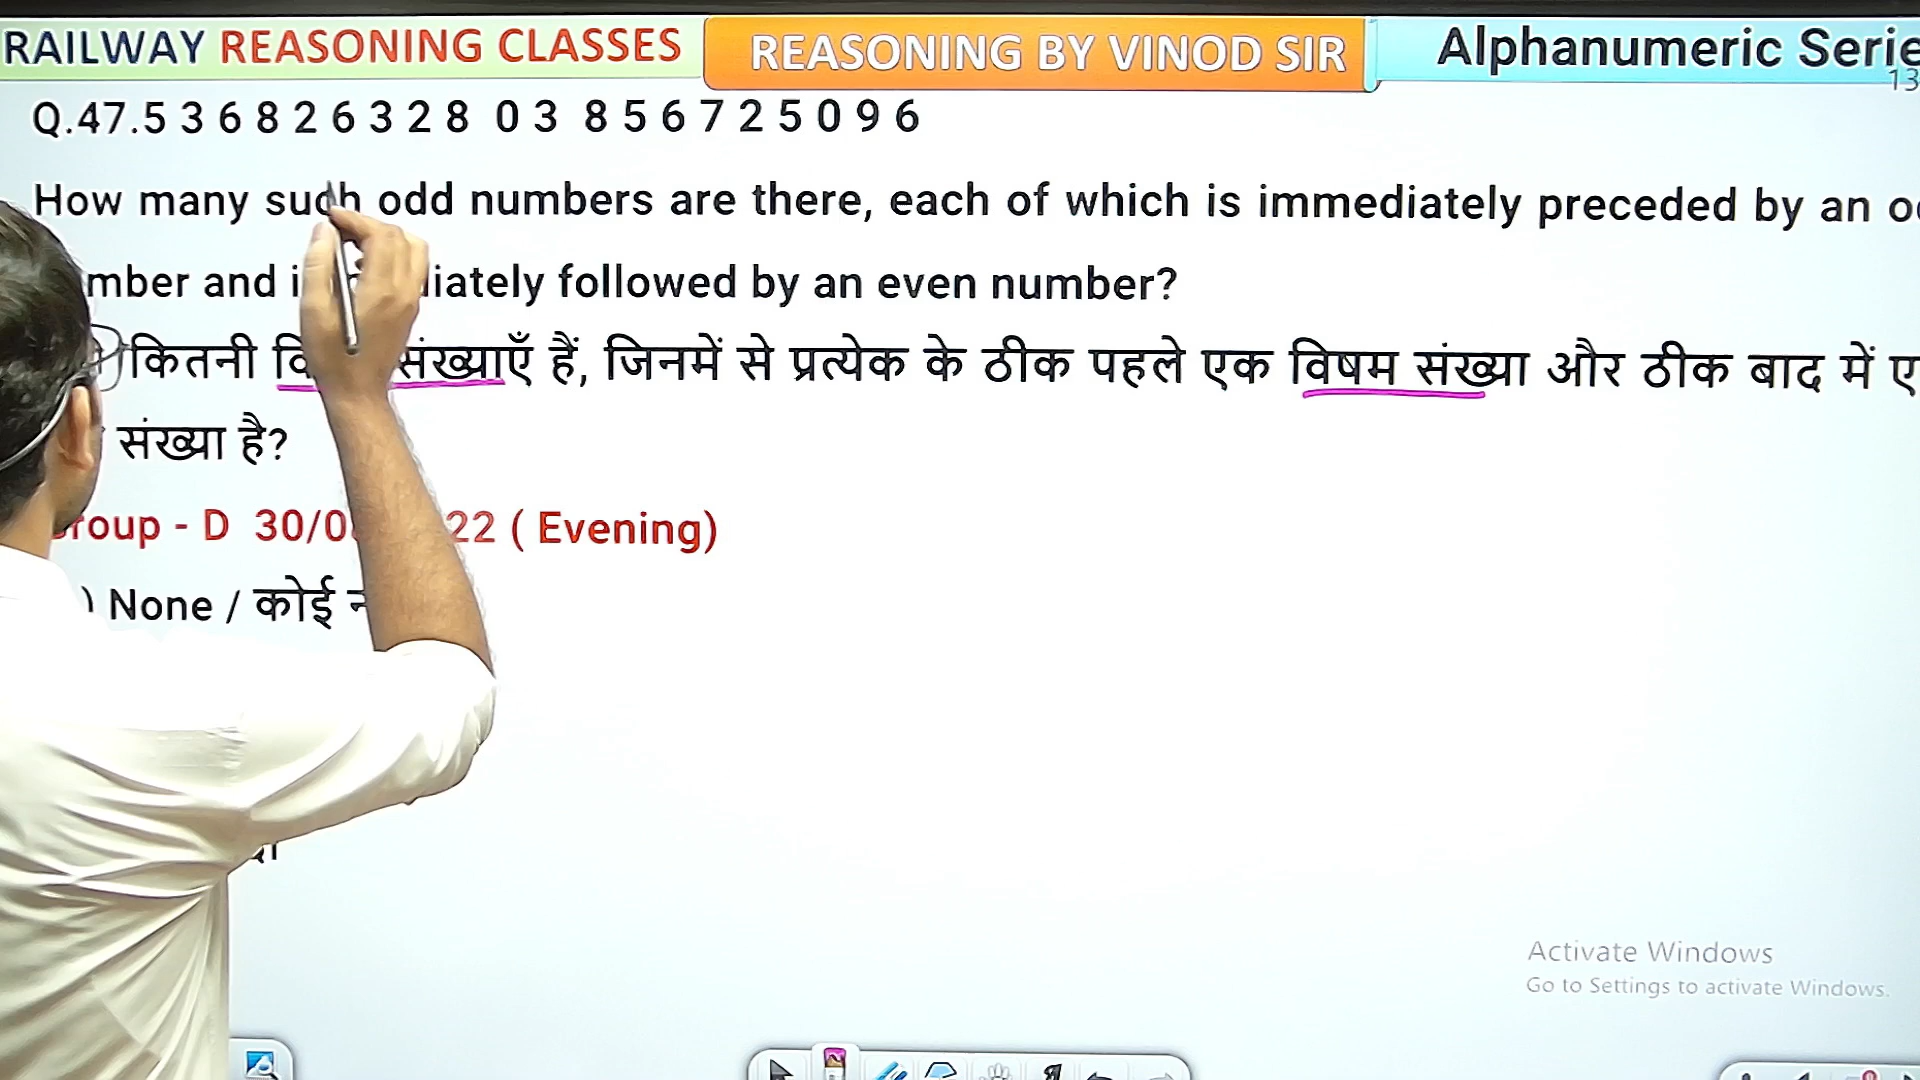 RAILWAY REASONING CLASSES
REASONING BY VINOD SIR
Alphanumeric Serie
13
Q.47.5 3 6 8 2 6 3 2 8 0 3 8 5 6 7 2 5 0 9 6
How many such odd numbers are there, each of which is immediately preceded by an
mber and diately followed by an even number?
कितनी संख्याएँ हैं, जिनमें से प्रत्येक के ठीक पहले एक विषम संख्या और ठीक बाद में ए
संख्या है?
roup - D 30/0 22 ( Evening)
) None / कोई
Activate Windows
Go to Settings to activate Windows.